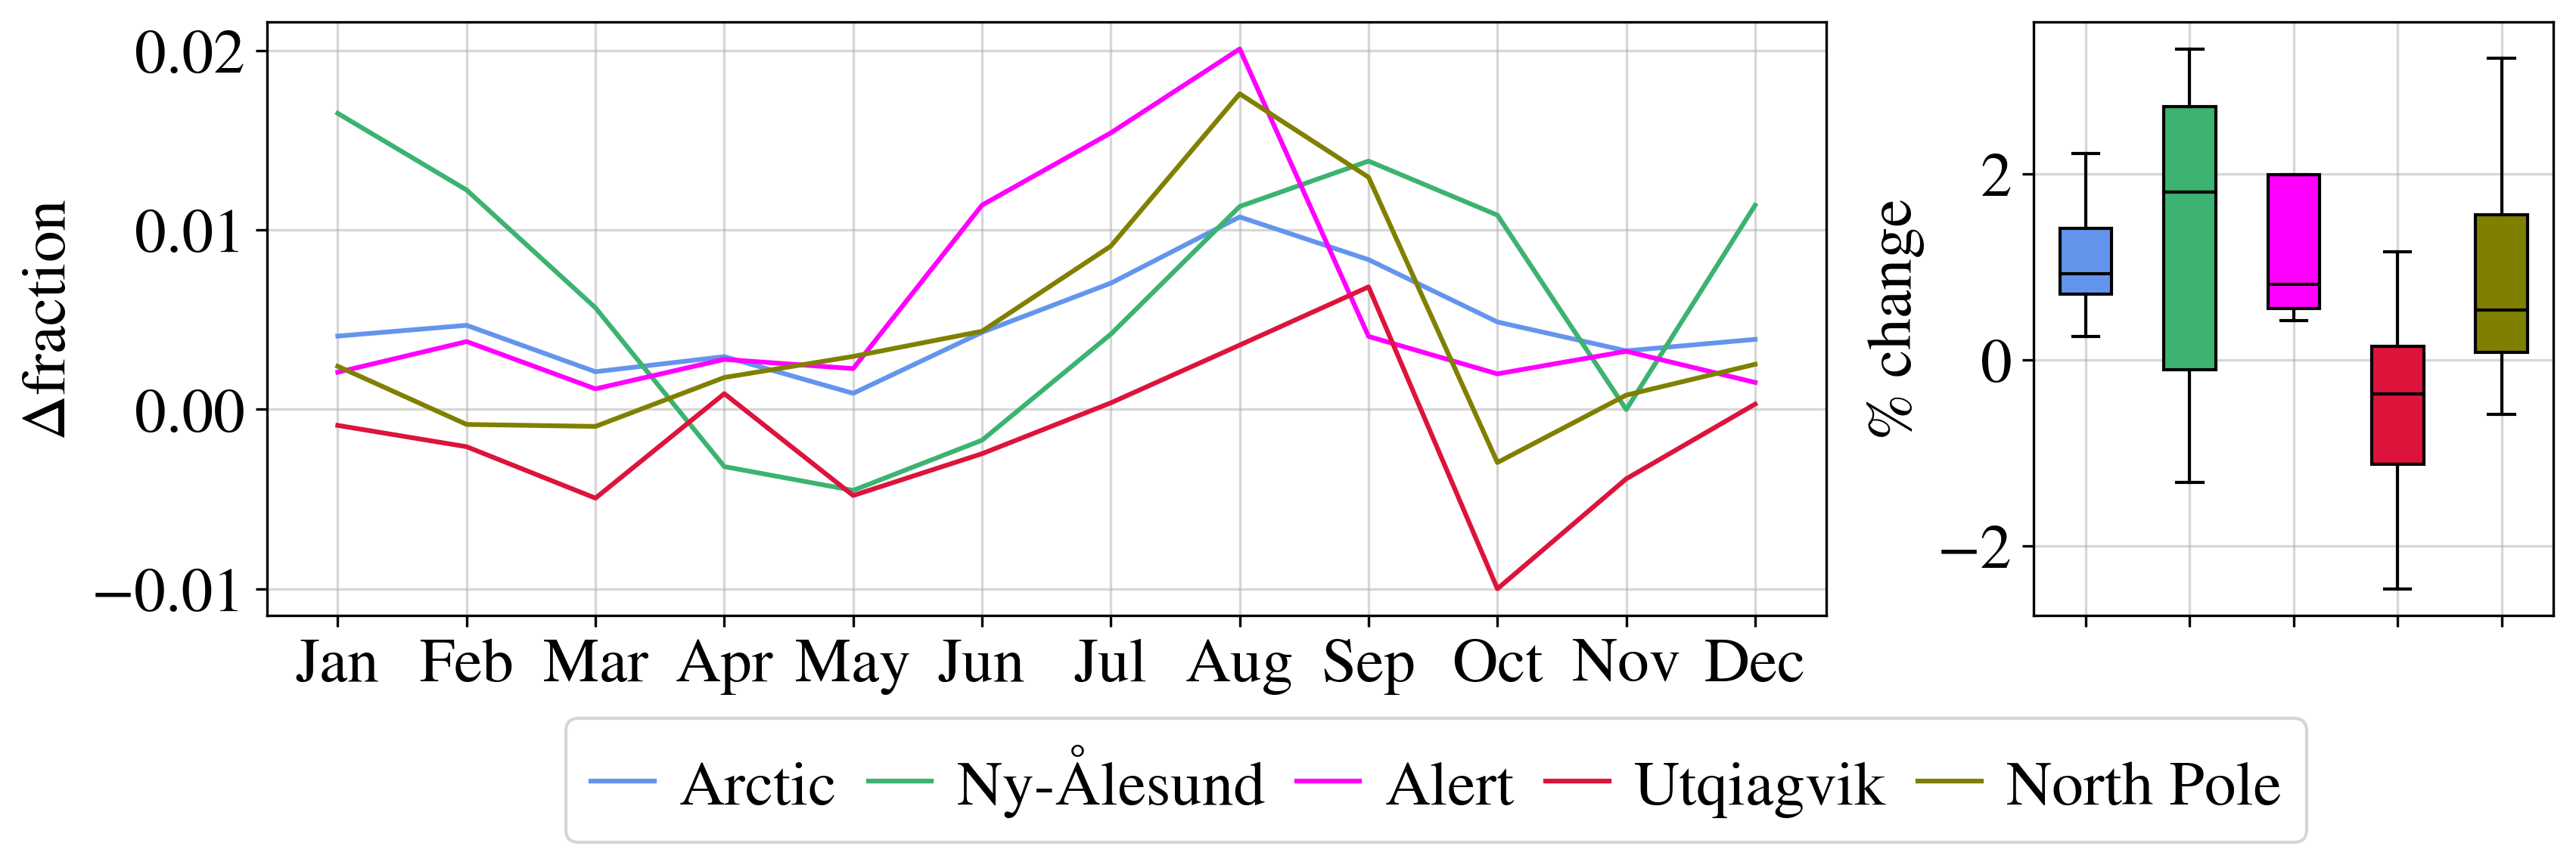 Δfraction
0.02
0.01
0.00
−0.01
Jan Feb Mar Apr May Jun Jul Aug Sep Oct Nov Dec
% change
2
0
−2
Arctic Ny-Ålesund Alert Utqiagvik North Pole